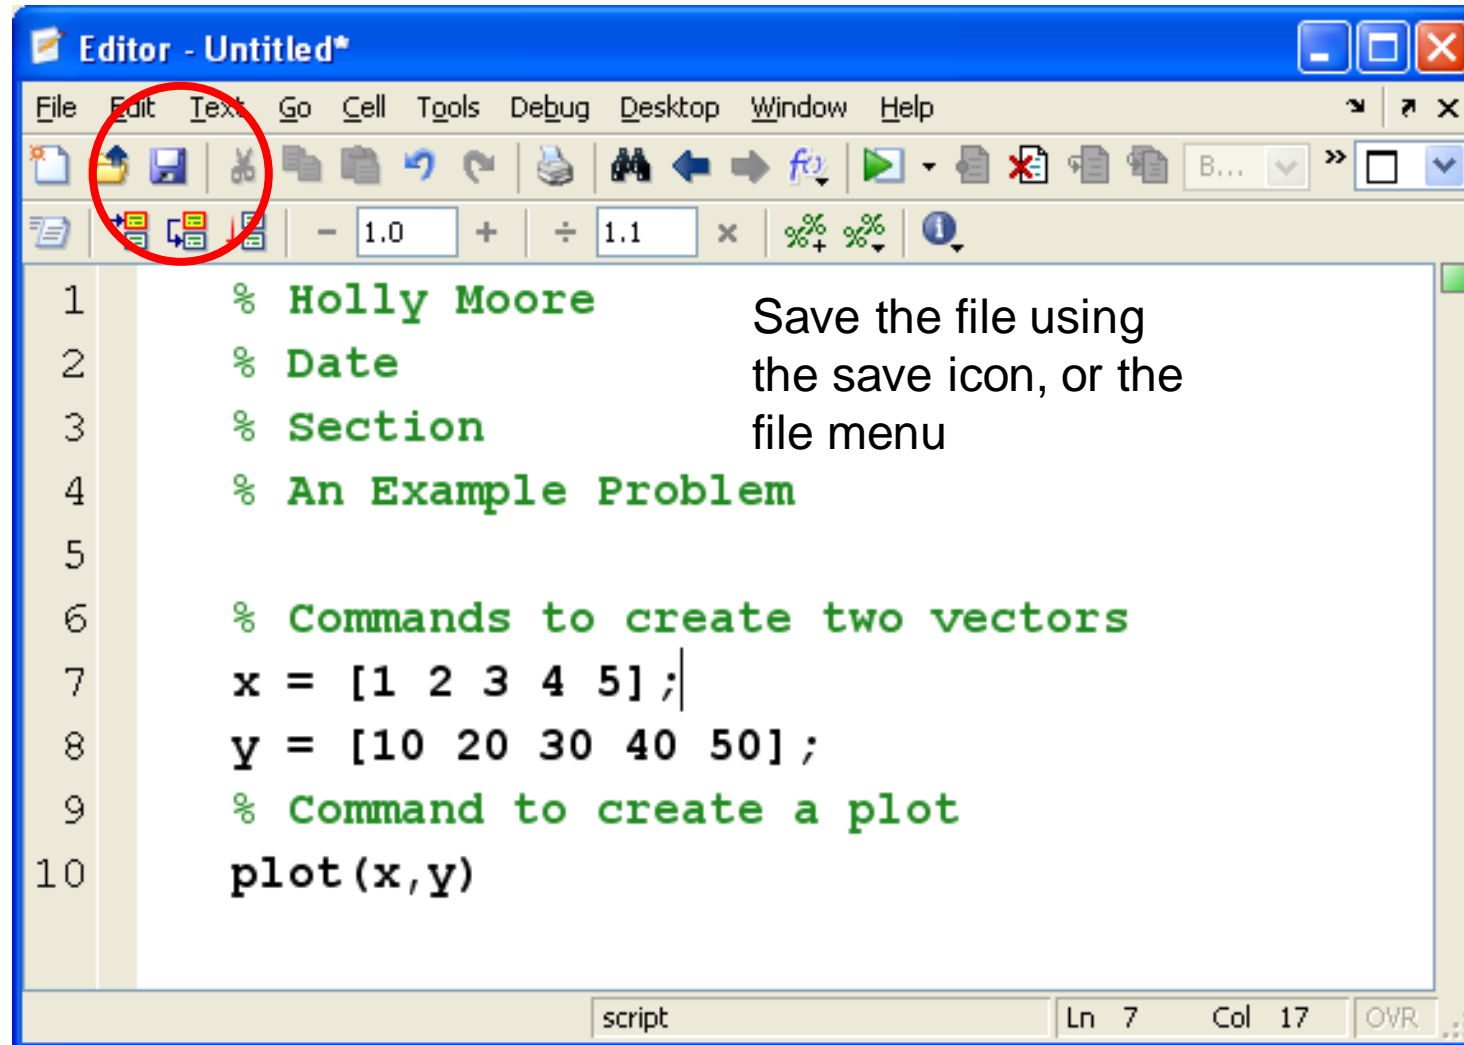 Editor - Untitled*
File Edit Text Go Cell Tools Debug Desktop Window Help
B...
- 1.0 + ÷ 1.1 ×
1 % Holly Moore
2 % Date
3 % Section
4 % An Example Problem
5
6 % Commands to create two vectors
7 x = [1 2 3 4 5];
8 y = [10 20 30 40 50];
9 % Command to create a plot
10 plot(x,y)
Save the file using
the save icon, or the
file menu
script Ln 7 Col 17 OVR